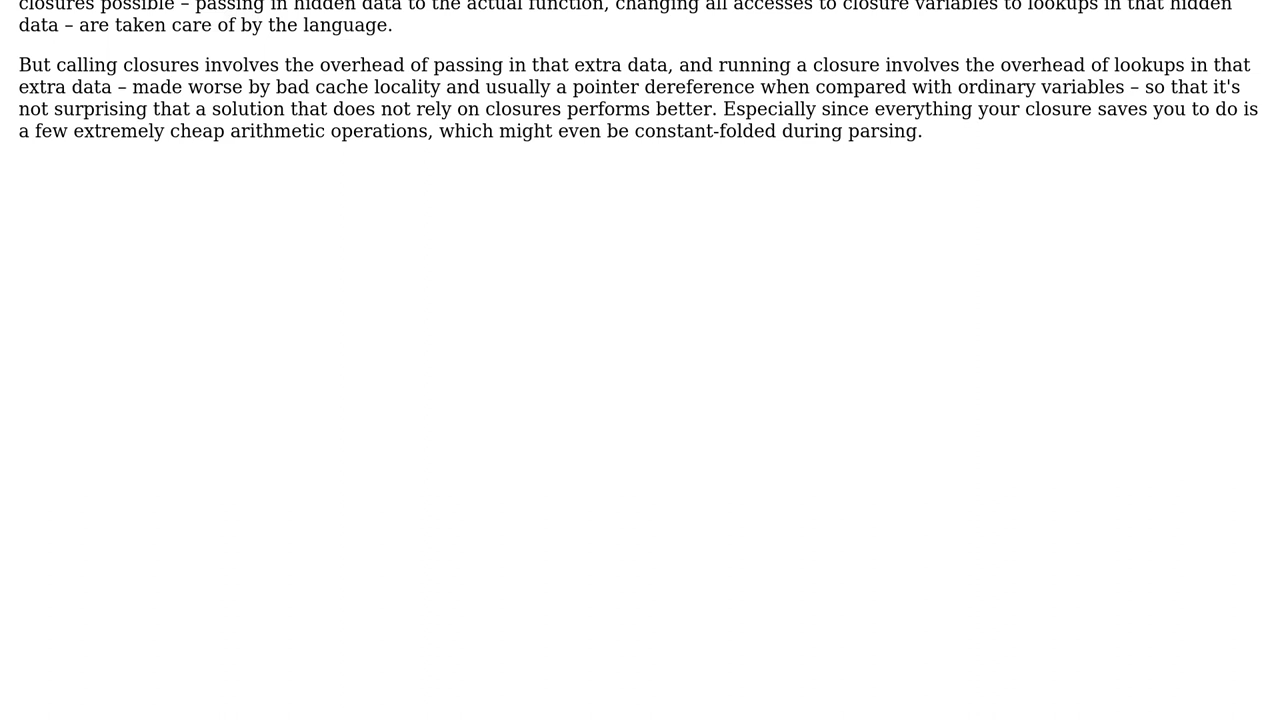 closures possible – passing in hidden data to the actual function, changing all accesses to closure variables to lookups in that hidden
data – are taken care of by the language.
But calling closures involves the overhead of passing in that extra data, and running a closure involves the overhead of lookups in that
extra data – made worse by bad cache locality and usually a pointer dereference when compared with ordinary variables – so that it's
not surprising that a solution that does not rely on closures performs better. Especially since everything your closure saves you to do is
a few extremely cheap arithmetic operations, which might even be constant-folded during parsing.